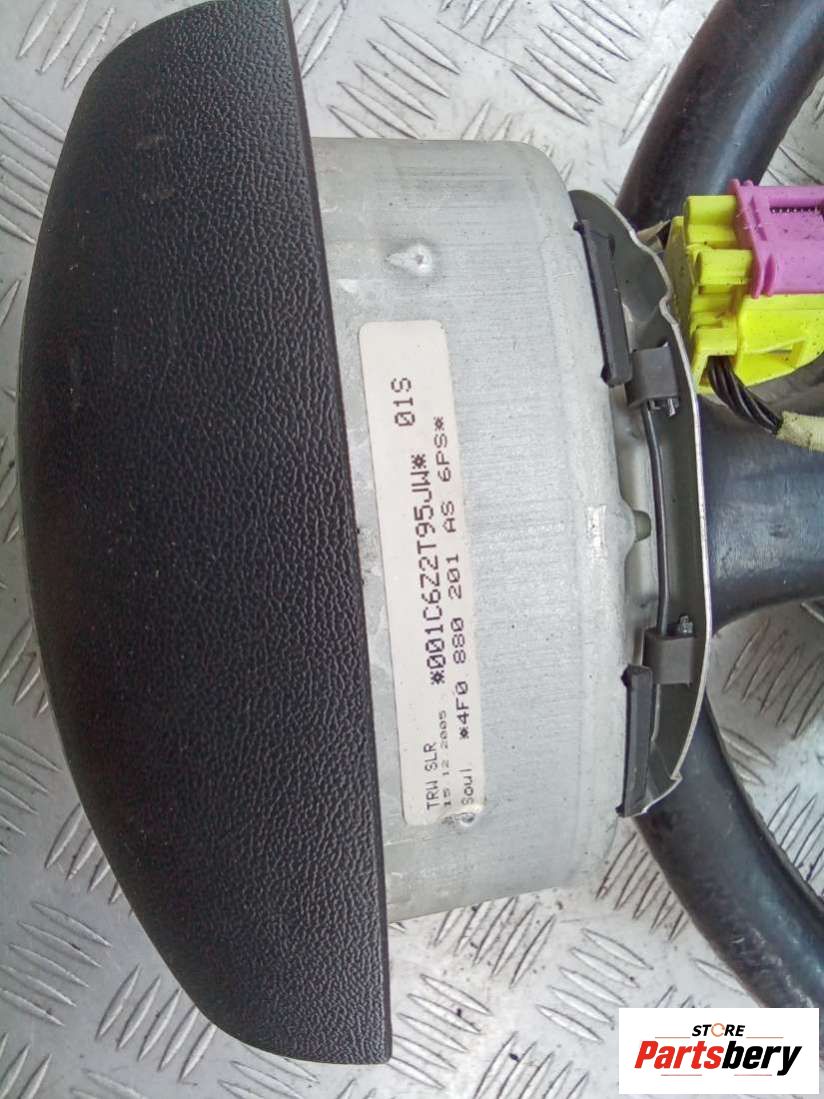 TRW SLR *001C6Z2T95JW* 01S
15.12.2005
Soul *4F0 880 201 AS 6PS*
STORE
Partsbery